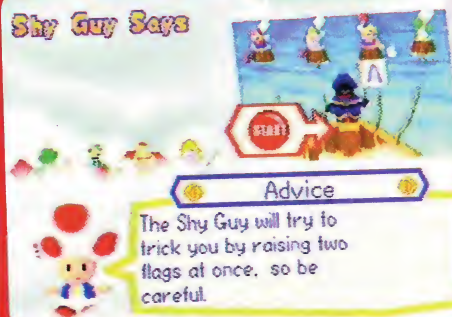 Shy Guy Says
START
Advice
The Shy Guy will try to
trick you by raising two
flags at once, so be
careful.